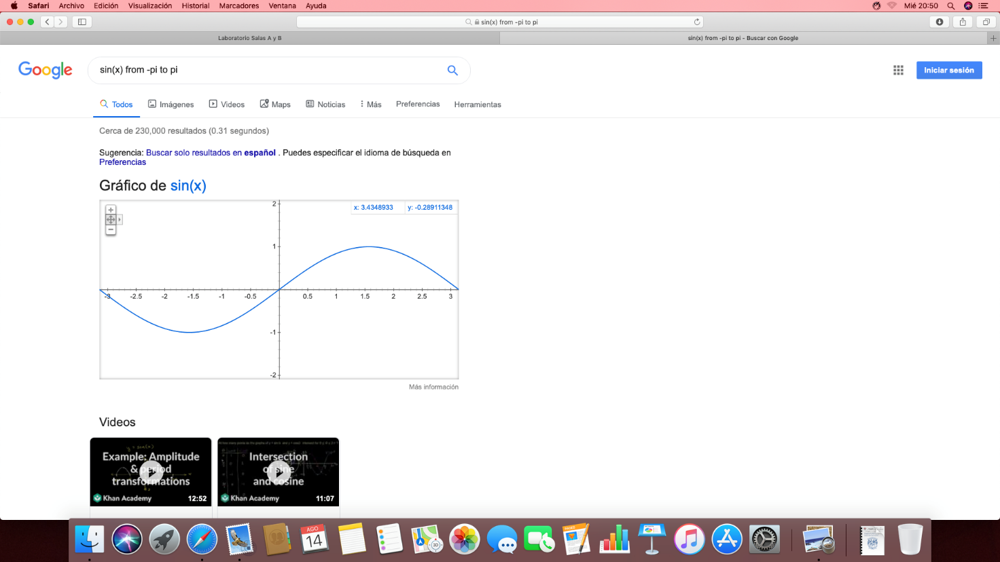 Safari Archivo Edición Visualización Historial Marcadores Ventana Ayuda Mié 20:50
sin(x) from -pi to pi
Laboratorio Salas A y B sin(x) from -pi to pi - Buscar con Google
Google sin(x) from -pi to pi Iniciar sesión
Todos Imágenes Videos Maps Noticias Más Preferencias Herramientas
Cerca de 230,000 resultados (0.31 segundos)
Sugerencia: Buscar solo resultados en español . Puedes especificar el idioma de búsqueda en
Preferencias
Gráfico de sin(x)
x: 3.4348933 y: -0.28911348
2
1
-3 -2.5 -2 -1.5 -1 -0.5 0.5 1 1.5 2 2.5 3
-1
-2
Más información
Videos
y = sin(x)
Example: Amplitude
& period
transformations
Khan Academy 12:52
Intersection
of sine
and cosine
Khan Academy 11:07
AGO
14
3D
PAGES